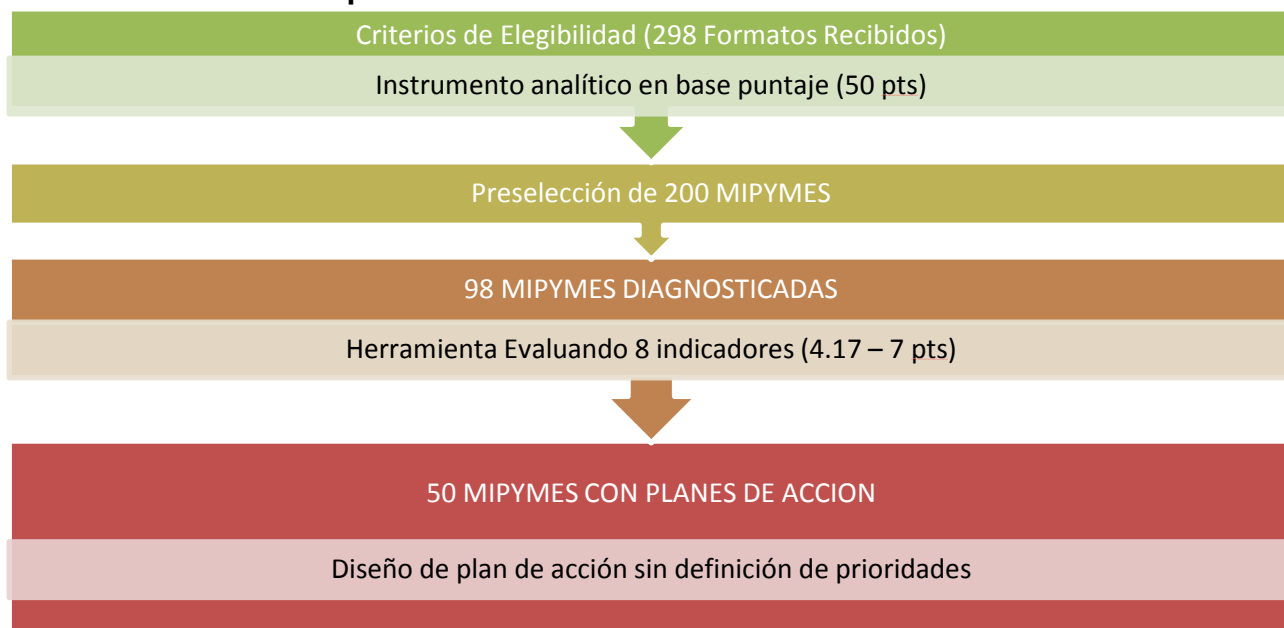 Criterios de Elegibilidad (298 Formatos Recibidos)
Instrumento analítico en base puntaje (50 pts)
Preselección de 200 MIPYMES
98 MIPYMES DIAGNOSTICADAS
Herramienta Evaluando 8 indicadores (4.17 – 7 pts)
50 MIPYMES CON PLANES DE ACCION
Diseño de plan de acción sin definición de prioridades